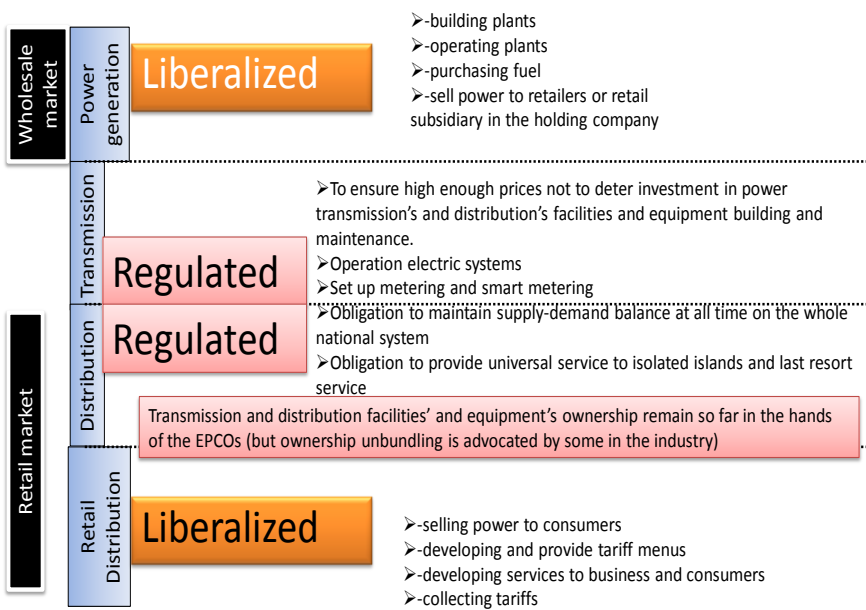 Wholesale
market
Power
generation
Liberalized
➢-building plants
➢-operating plants
➢-purchasing fuel
➢-sell power to retailers or retail
subsidiary in the holding company
Transmission
Regulated
➢To ensure high enough prices not to deter investment in power
transmission's and distribution's facilities and equipment building and
maintenance.
➢Operation electric systems
➢Set up metering and smart metering
Retail market
Distribution
Regulated
➢Obligation to maintain supply-demand balance at all time on the whole
national system
➢Obligation to provide universal service to isolated islands and last resort
service
Transmission and distribution facilities' and equipment's ownership remain so far in the hands
of the EPCOs (but ownership unbundling is advocated by some in the industry)
Retail
Distribution
Liberalized
➢-selling power to consumers
➢-developing and provide tariff menus
➢-developing services to business and consumers
➢-collecting tariffs